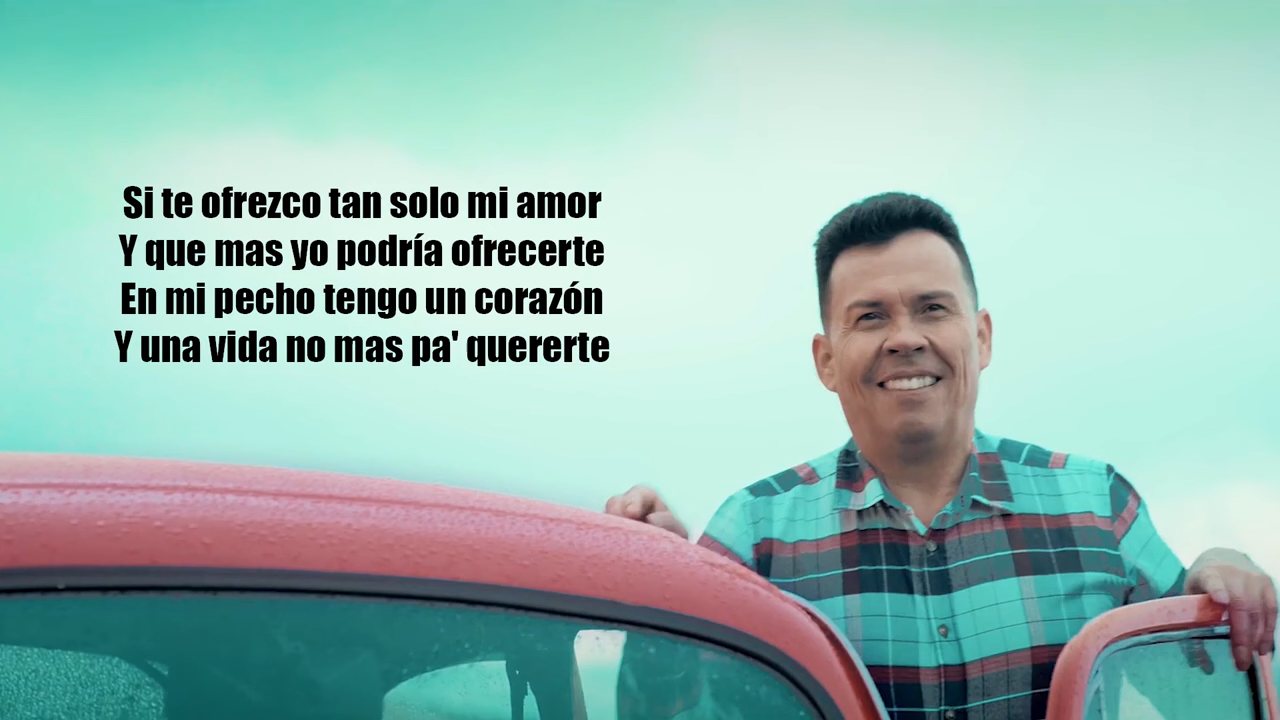 Si te ofrezco tan solo mi amor
Y que mas yo podría ofrecerte
En mi pecho tengo un corazón
Y una vida no mas pa' quererte